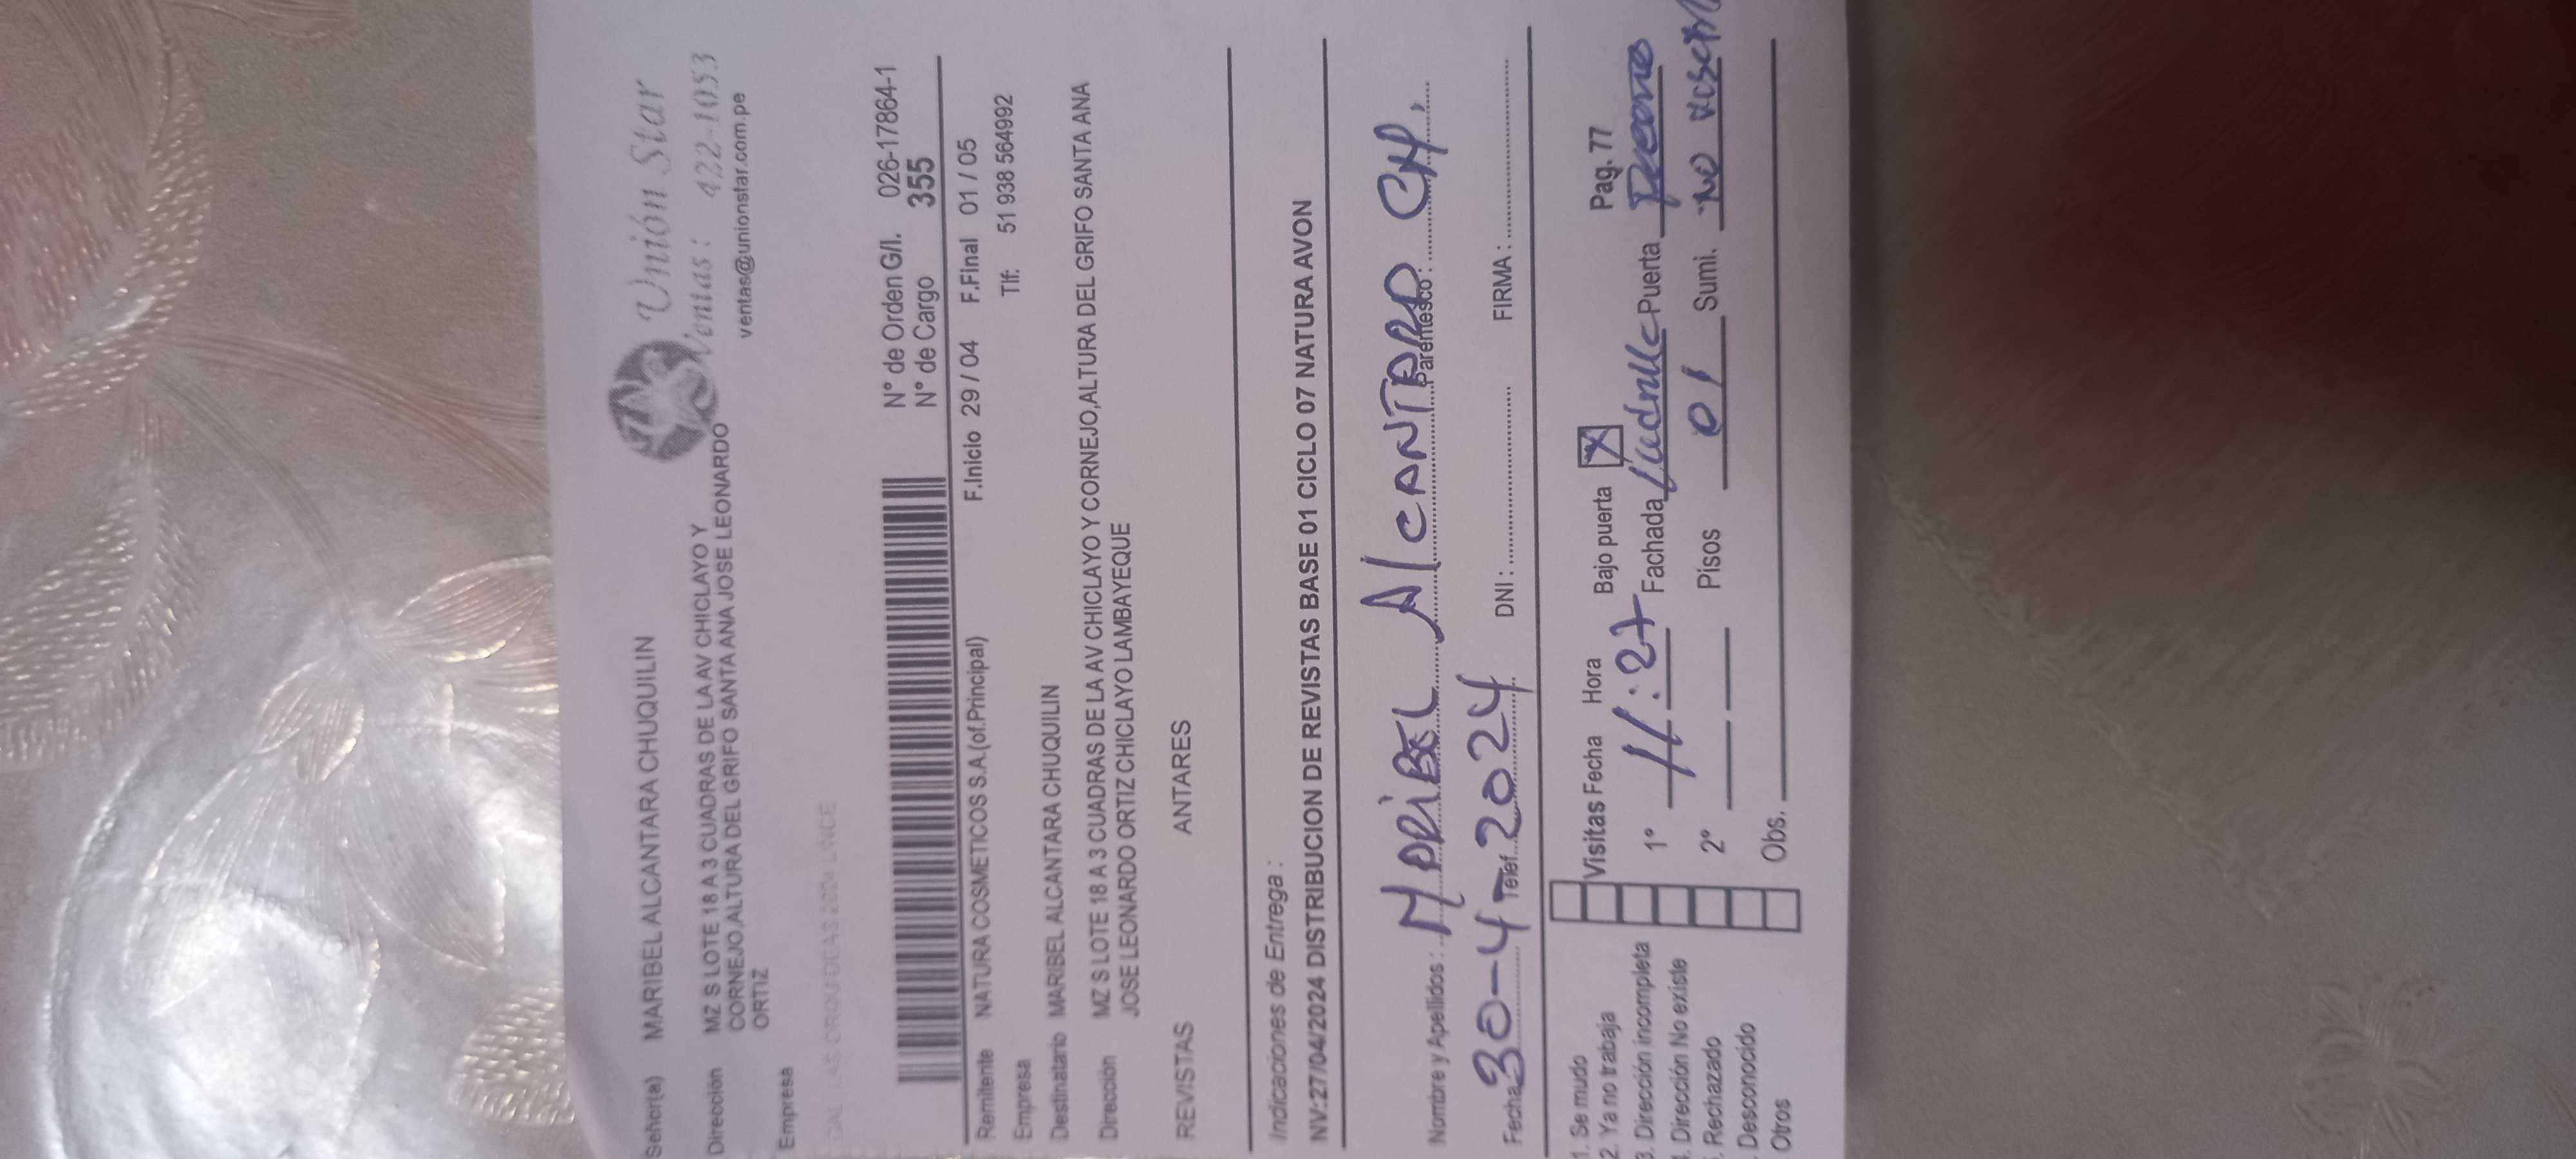 Unión Star
Ventas: 422-1053
ventas@unionstar.com.pe
Señor(a) MARIBEL ALCANTARA CHUQUILIN
Dirección MZ S LOTE 18 A 3 CUADRAS DE LA AV CHICLAYO Y
CORNEJO,ALTURA DEL GRIFO SANTA ANA JOSE LEONARDO
ORTIZ
Empresa
N° de Orden G/I. 026-17864-1
N° de Cargo 355
Remitente NATURA COSMETICOS S.A.(of.Principal) F.Inicio 29 / 04 F.Final 01 / 05
Empresa Tlf: 51 938 564992
Destinatario MARIBEL ALCANTARA CHUQUILIN
Dirección MZ S LOTE 18 A 3 CUADRAS DE LA AV CHICLAYO Y CORNEJO,ALTURA DEL GRIFO SANTA ANA
JOSE LEONARDO ORTIZ CHICLAYO LAMBAYEQUE
REVISTAS ANTARES
Indicaciones de Entrega :
NV:27/04/2024 DISTRIBUCION DE REVISTAS BASE 01 CICLO 07 NATURA AVON
Nombre y Apellidos : MARIBEL AlCANTARA CH, Parentesco :
Fecha 30-4-2024 Telef. DNI : FIRMA :
1. Se mudo
2. Ya no trabaja
3. Dirección incompleta
. Dirección No existe
. Rechazado
. Desconocido
Otros
Visitas Fecha Hora Bajo puerta X Pag. 77
1° 11:27 Fachada Puerta
2° Pisos 01 Sumi. NO
Obs.